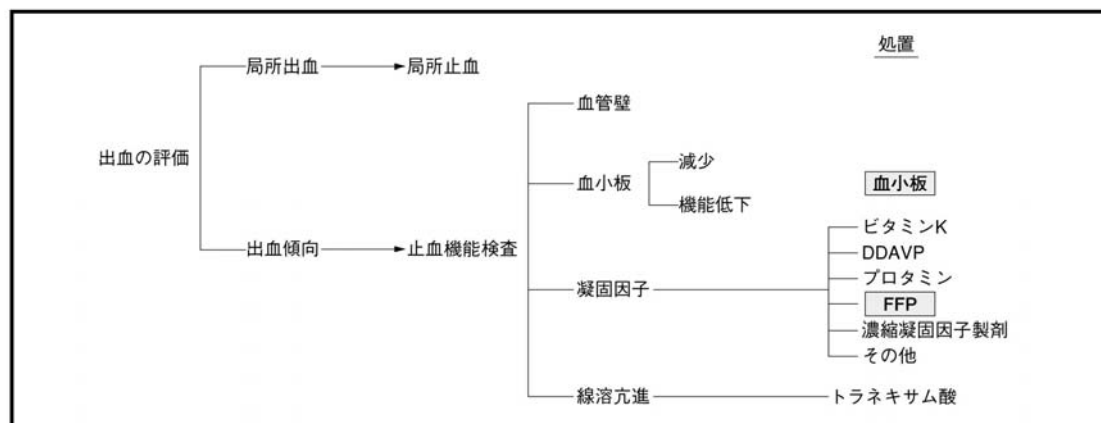 処置
局所出血
局所止血
血管壁
出血の評価
減少
血小板
機能低下
血小板
出血傾向
止血機能検査
ビタミンK
DDAVP
プロタミン
凝固因子
FFP
濃縮凝固因子製剤
その他
線溶亢進
トラネキサム酸